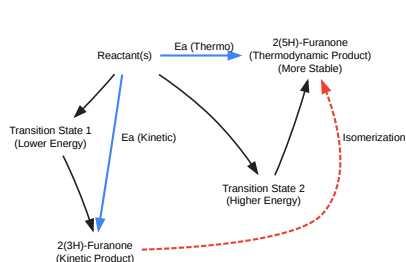 2(5H)-Furanone
(Thermodynamic Product)
(More Stable)
Ea (Thermo)
Reactant(s)
Transition State 1
(Lower Energy)
Ea (Kinetic)
Isomerization
Transition State 2
(Higher Energy)
2(3H)-Furanone
(Kinetic Product)